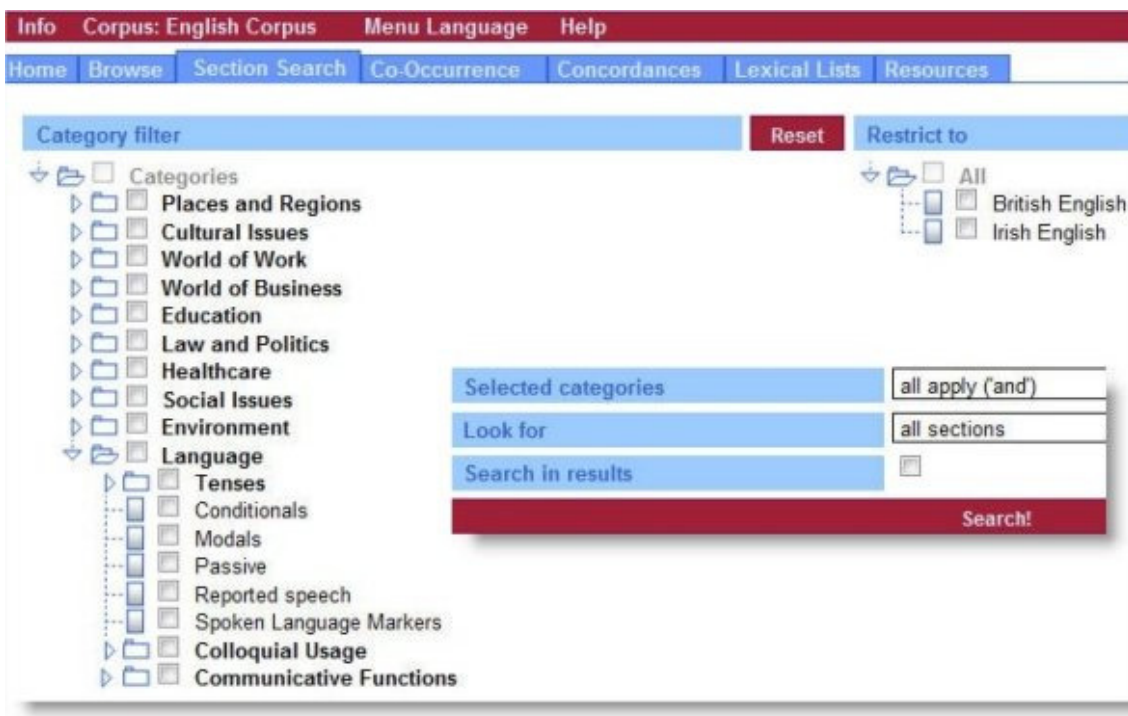 Info Corpus: English Corpus Menu Language Help
Home Browse Section Search Co-Occurrence Concordances Lexical Lists Resources
Category filter Reset Restrict to
Categories
Places and Regions
Cultural Issues
World of Work
World of Business
Education
Law and Politics
Healthcare
Social Issues
Environment
Language
Tenses
Conditionals
Modals
Passive
Reported speech
Spoken Language Markers
Colloquial Usage
Communicative Functions
All
British English
Irish English
Selected categories all apply ('and')
Look for all sections
Search in results
Search!